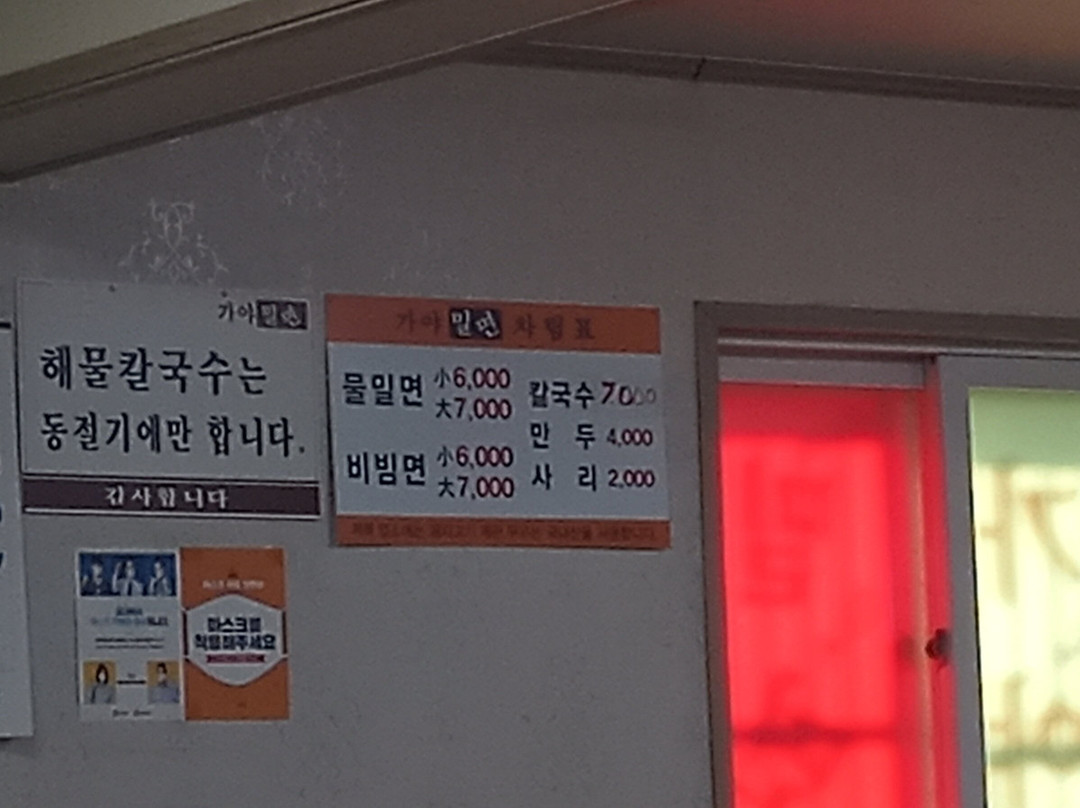 가야밀면
해물칼국수는
동절기에만 합니다.
감사합니다
가야 밀면 차림표
물밀면 小6,000
大7,000
비빔면 小6,000
大7,000
칼국수 7,000
만 두 4,000
사 리 2,000
마스크를
착용해주세요